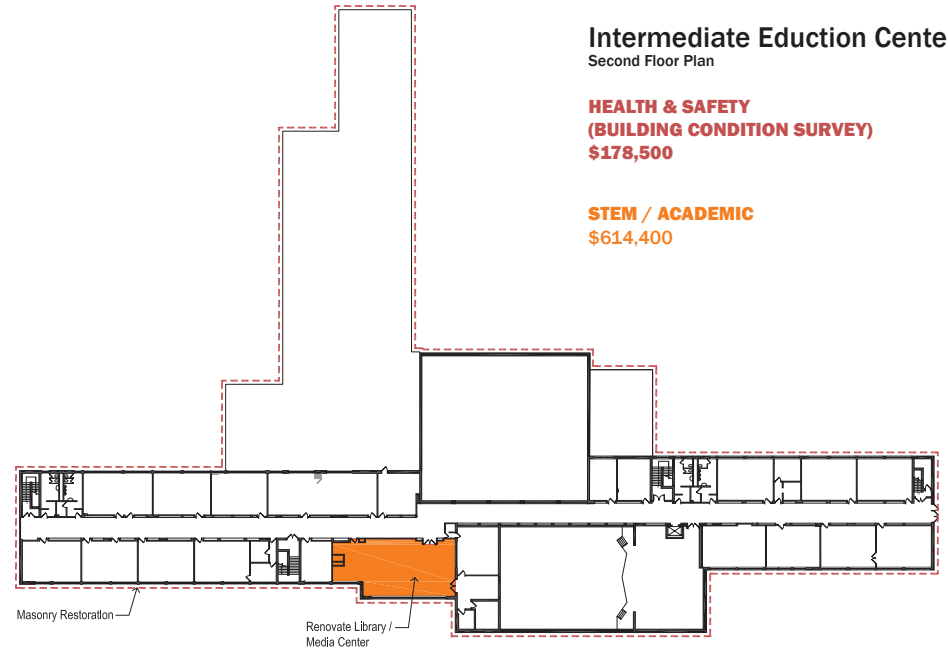 Intermediate Eduction Cente
Second Floor Plan
HEALTH & SAFETY
(BUILDING CONDITION SURVEY)
$178,500
STEM / ACADEMIC
$614,400
Masonry Restoration
Renovate Library /
Media Center